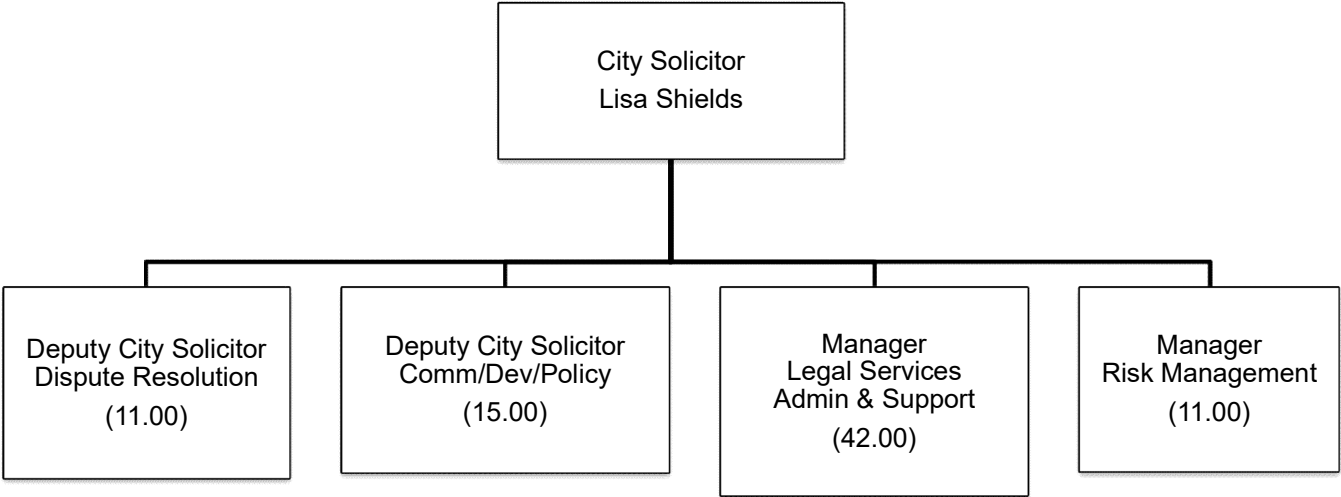 City Solicitor
Lisa Shields
Deputy City Solicitor
Dispute Resolution
(11.00)
Deputy City Solicitor
Comm/Dev/Policy
(15.00)
Manager
Legal Services
Admin & Support
(42.00)
Manager
Risk Management
(11.00)